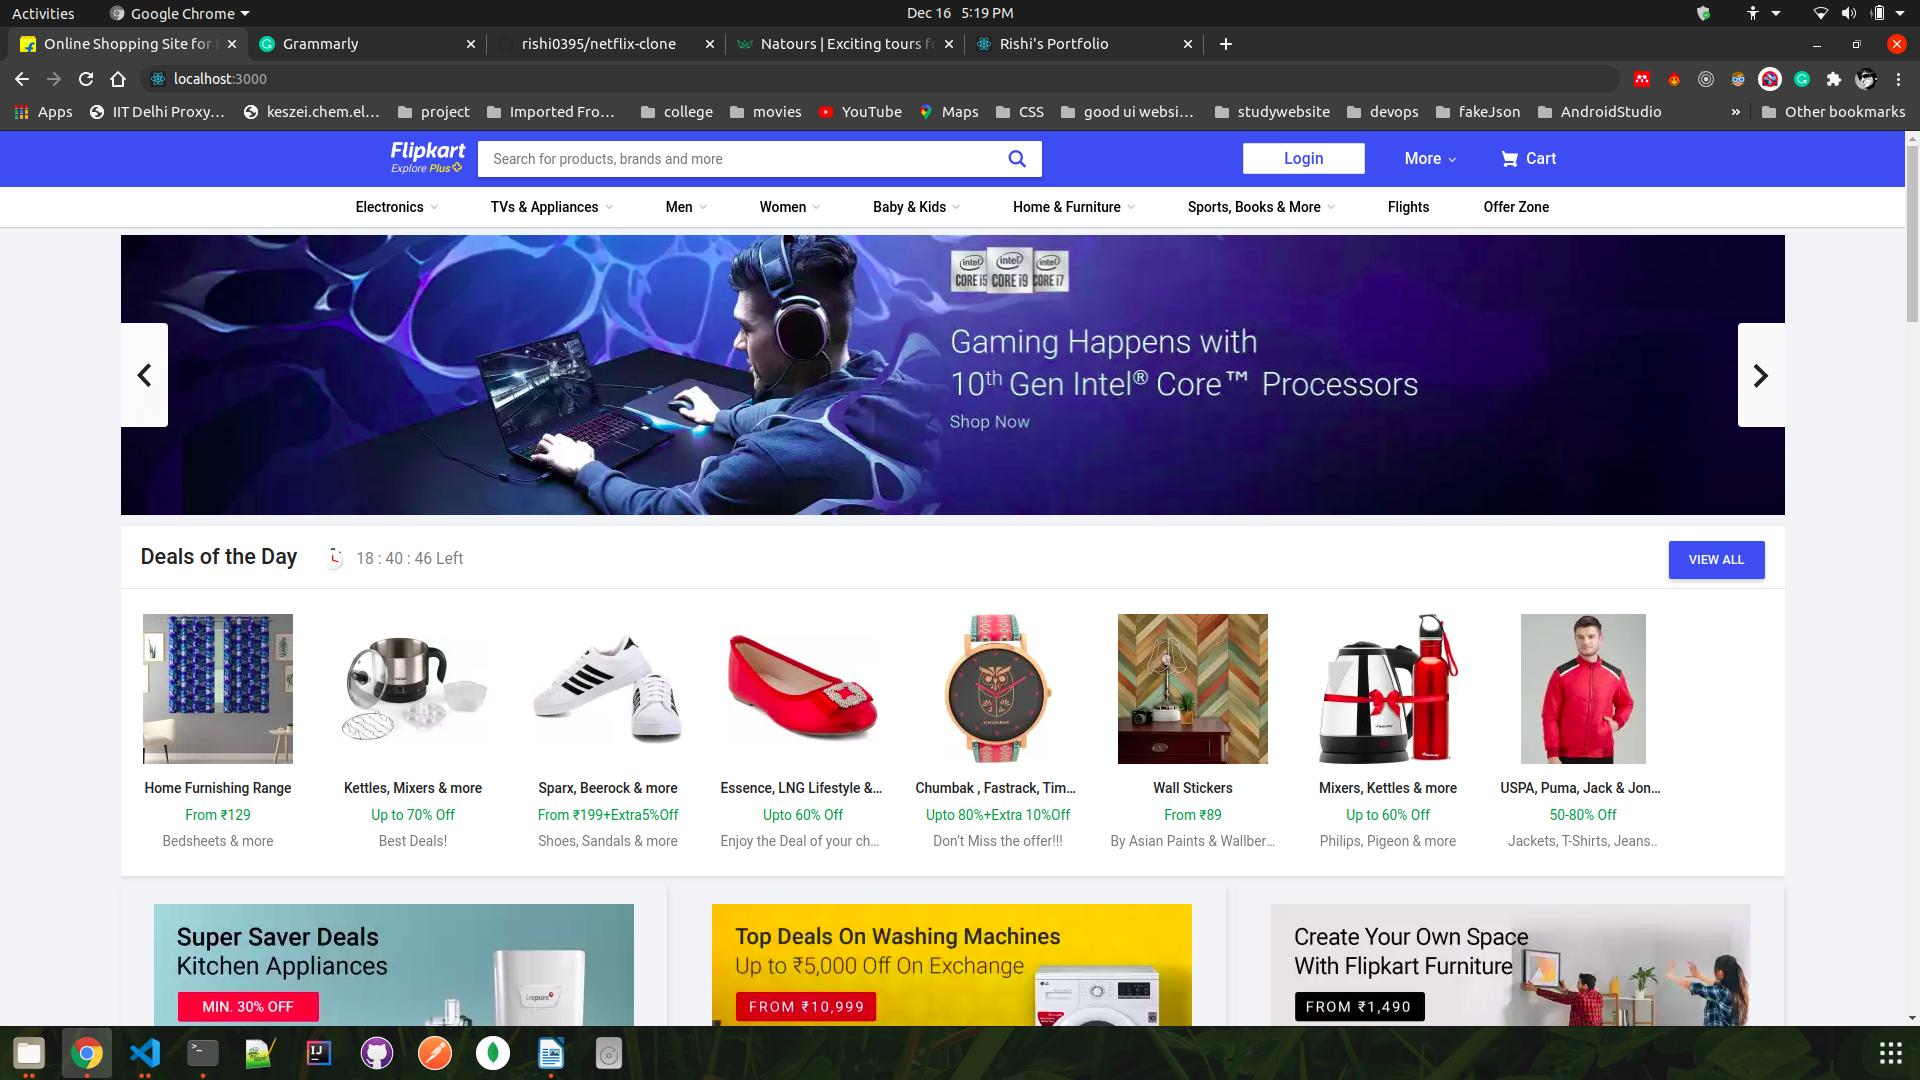 Activities
Google Chrome
Dec 16 5:19 PM
Online Shopping Site for
Grammarly
rishi0395/netflix-clone
Natours | Exciting tours fo
Rishi's Portfolio
localhost:3000
Apps
IIT Delhi Proxy...
keszei.chem.el...
project
Imported Fro...
college
movies
YouTube
Maps
CSS
good ui websi...
studywebsite
devops
fakeJson
AndroidStudio
»
Other bookmarks
Flipkart
Explore Plus
Search for products, brands and more
Login
More
Cart
Electronics
TVs & Appliances
Men
Women
Baby & Kids
Home & Furniture
Sports, Books & More
Flights
Offer Zone
intel CORE i5
intel CORE i9
intel CORE i7
Gaming Happens with
10th Gen Intel® Core™ Processors
Shop Now
Deals of the Day
18 : 40 : 46 Left
VIEW ALL
CHUMBAK
Home Furnishing Range
Kettles, Mixers & more
Sparx, Beerock & more
Essence, LNG Lifestyle &...
Chumbak , Fastrack, Tim...
Wall Stickers
Mixers, Kettles & more
USPA, Puma, Jack & Jon...
From ₹129
Up to 70% Off
From ₹199+Extra5%Off
Upto 60% Off
Upto 80%+Extra 10%Off
From ₹89
Up to 60% Off
50-80% Off
Bedsheets & more
Best Deals!
Shoes, Sandals & more
Enjoy the Deal of your ch...
Don't Miss the offer!!!
By Asian Paints & Wallber...
Philips, Pigeon & more
Jackets, T-Shirts, Jeans..
Super Saver Deals
Kitchen Appliances
MIN. 30% OFF
Livpure
Top Deals On Washing Machines
Up to ₹5,000 Off On Exchange
FROM ₹10,999
Create Your Own Space
With Flipkart Furniture
FROM ₹1,490
IJ